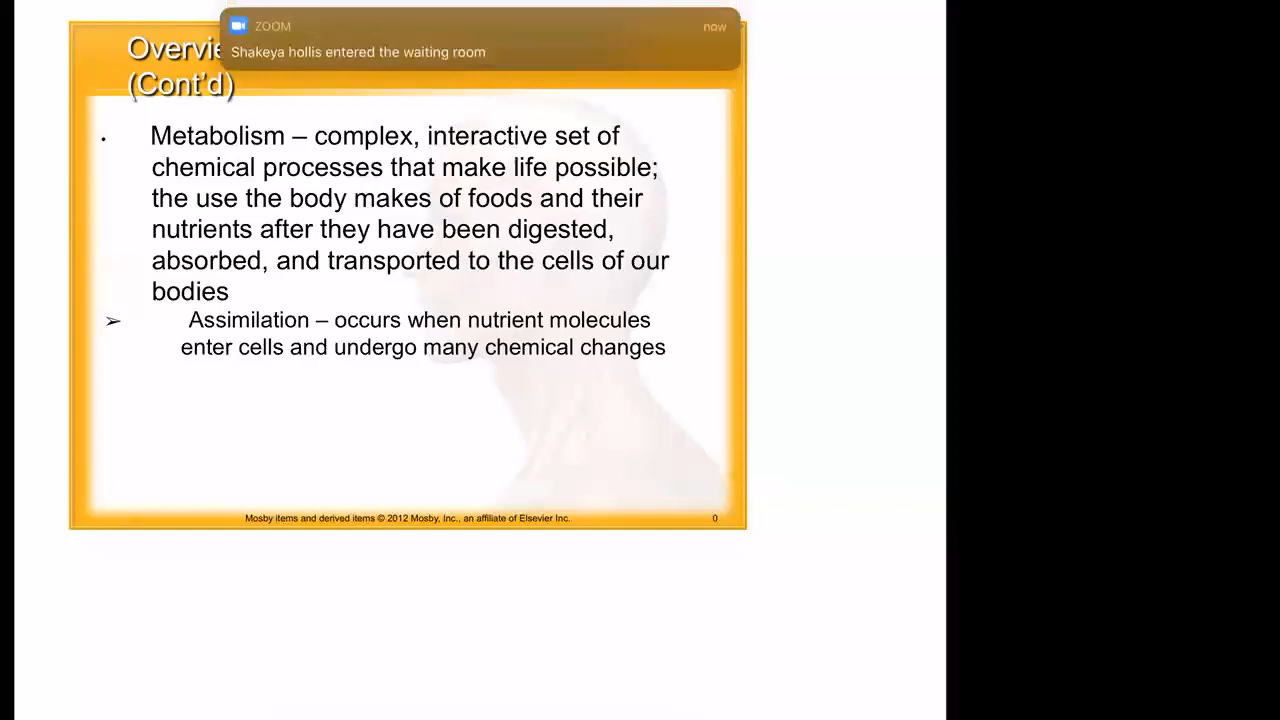 ZOOM
now
Shakeya hollis entered the waiting room
(Cont'd)
• Metabolism – complex, interactive set of
chemical processes that make life possible;
the use the body makes of foods and their
nutrients after they have been digested,
absorbed, and transported to the cells of our
bodies
➢ Assimilation – occurs when nutrient molecules
enter cells and undergo many chemical changes
Mosby items and derived items © 2012 Mosby, Inc., an affiliate of Elsevier Inc.
0